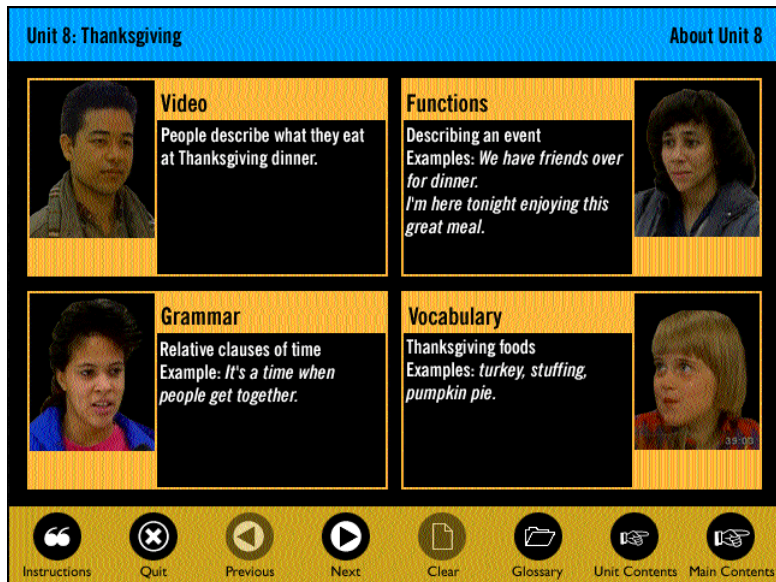 Unit 8: Thanksgiving
About Unit 8
Video
People describe what they eat
at Thanksgiving dinner.
Functions
Describing an event
Examples: We have friends over
for dinner.
I'm here tonight enjoying this
great meal.
Grammar
Relative clauses of time
Example: It's a time when
people get together.
Vocabulary
Thanksgiving foods
Examples: turkey, stuffing,
pumpkin pie.
39:03
Instructions
Quit
Previous
Next
Clear
Glossary
Unit Contents
Main Contents